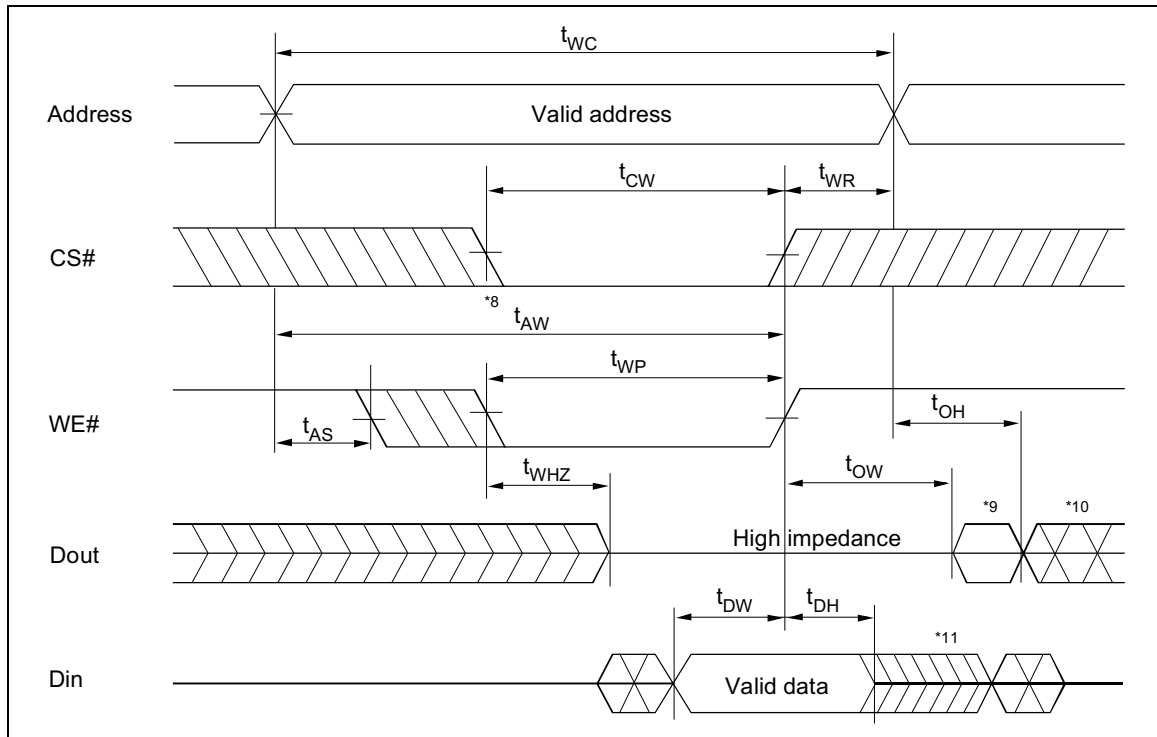 tWC
Address
Valid address
tCW
tWR
CS#
*8
tAW
tWP
WE#
tAS
tOH
tWHZ
tOW
*9
*10
Dout
High impedance
tDW
tDH
*11
Din
Valid data